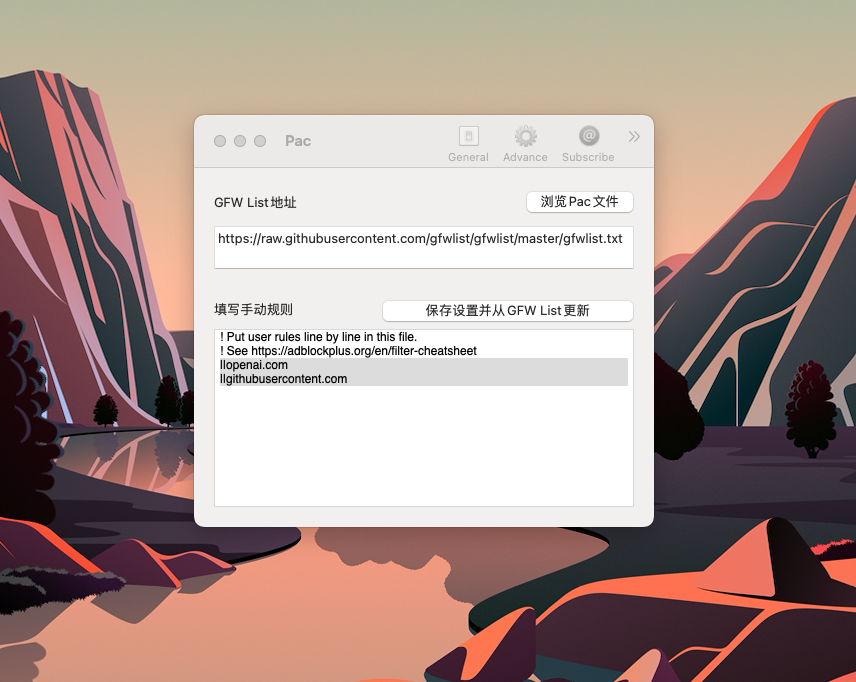 Pac
General
Advance
Subscribe
GFW List地址
浏览Pac文件
https://raw.githubusercontent.com/gfwlist/gfwlist/master/gfwlist.txt
填写手动规则
保存设置并从GFW List更新
! Put user rules line by line in this file.
! See https://adblockplus.org/en/filter-cheatsheet
||openai.com
||githubusercontent.com